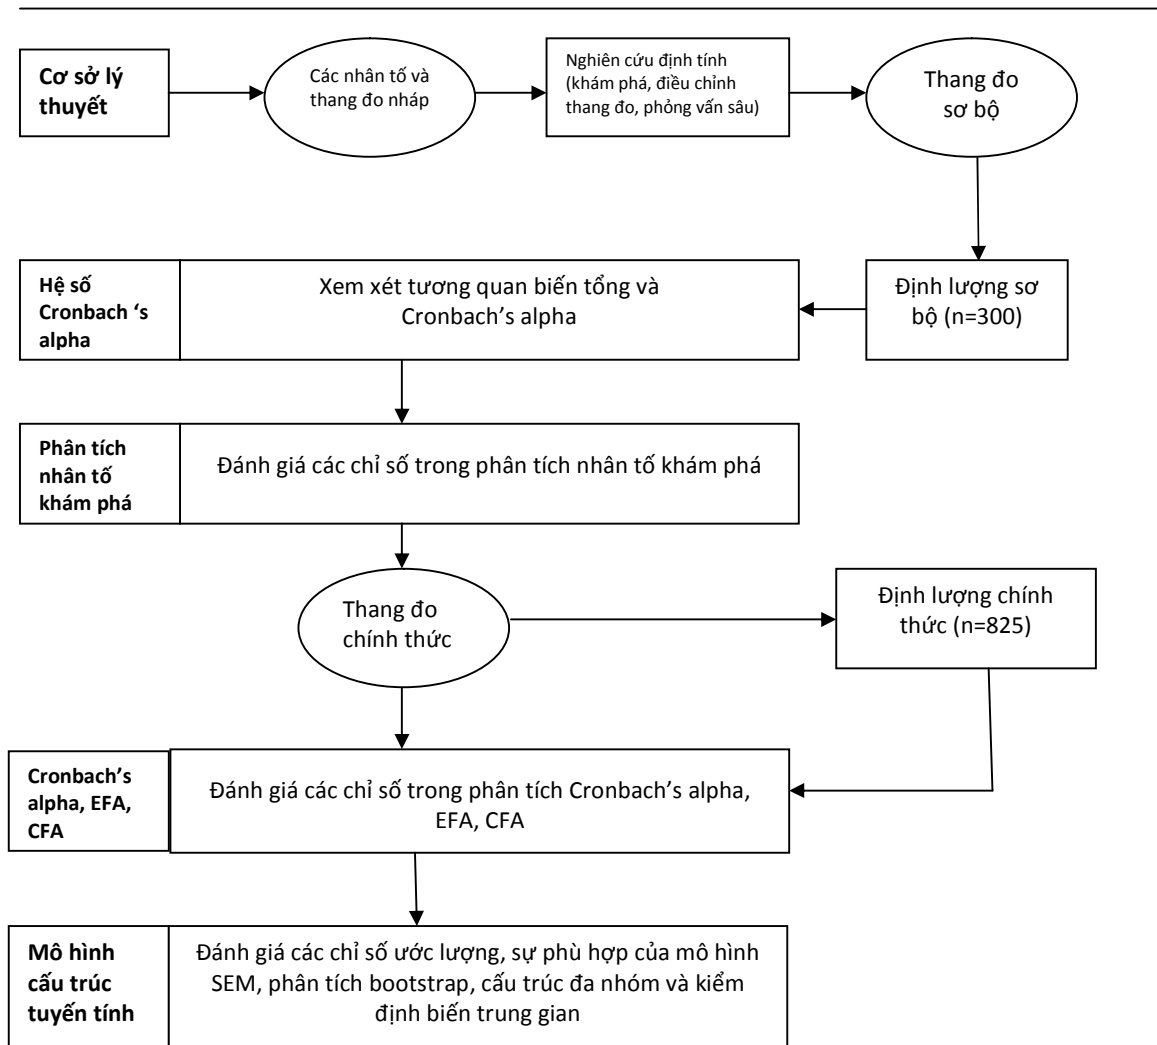 Cơ sở lý
thuyết
Các nhân tố và
thang đo nháp
Nghiên cứu định tính
(khám phá, điều chỉnh
thang đo, phỏng vấn sâu)
Thang đo
sơ bộ
Hệ số
Cronbach ‘s
alpha
Xem xét tương quan biến tổng và
Cronbach’s alpha
Định lượng sơ
bộ (n=300)
Phân tích
nhân tố
khám phá
Đánh giá các chỉ số trong phân tích nhân tố khám phá
Thang đo
chính thức
Định lượng chính
thức (n=825)
Cronbach’s
alpha, EFA,
CFA
Đánh giá các chỉ số trong phân tích Cronbach’s alpha,
EFA, CFA
Mô hình
cấu trúc
tuyến tính
Đánh giá các chỉ số ước lượng, sự phù hợp của mô hình
SEM, phân tích bootstrap, cấu trúc đa nhóm và kiểm
định biến trung gian